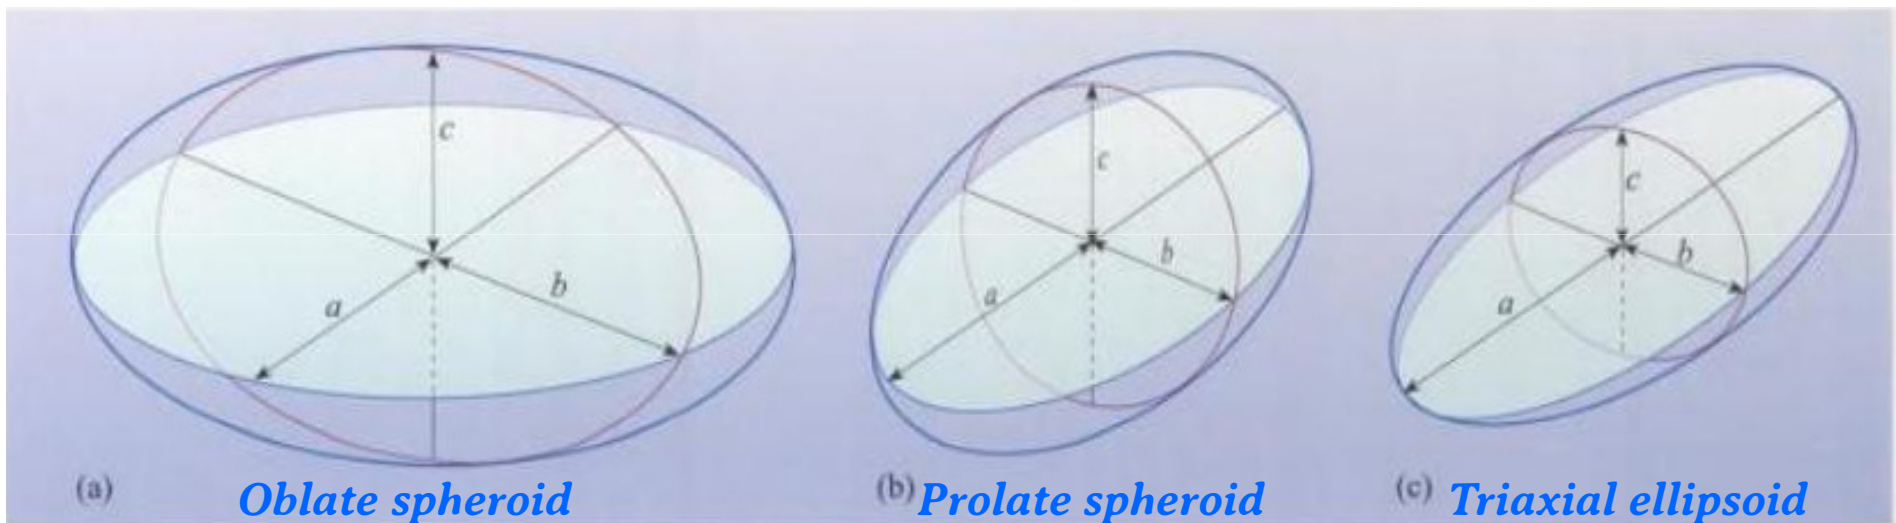 c
a
b
(a)
Oblate spheroid
c
b
a
(b)
Prolate spheroid
c
b
a
(c)
Triaxial ellipsoid